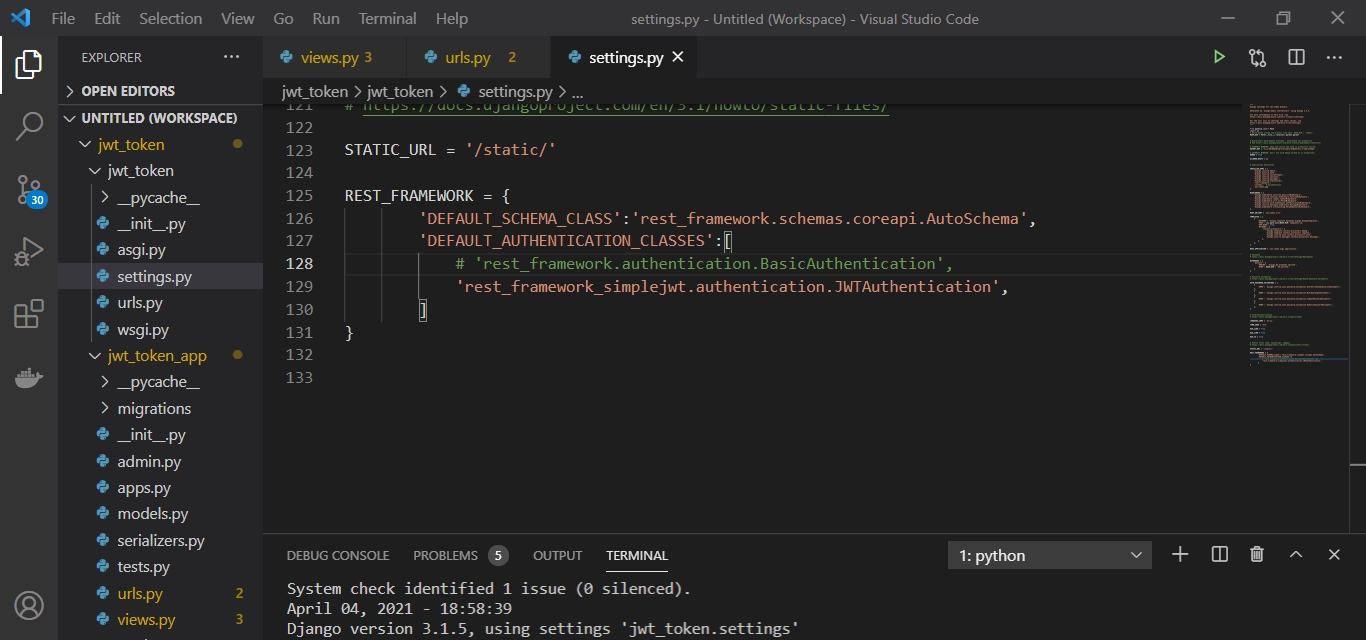 File Edit Selection View Go Run Terminal Help
settings.py - Untitled (Workspace) - Visual Studio Code
EXPLORER
OPEN EDITORS
UNTITLED (WORKSPACE)
jwt_token
jwt_token
__pycache__
__init__.py
asgi.py
settings.py
urls.py
wsgi.py
jwt_token_app
__pycache__
migrations
__init__.py
admin.py
apps.py
models.py
serializers.py
tests.py
urls.py 2
views.py 3
30
views.py 3 urls.py 2 settings.py
jwt_token > jwt_token > settings.py > ...
121 # https://docs.djangoproject.com/en/3.1/howto/static-files/
122
123 STATIC_URL = '/static/'
124
125 REST_FRAMEWORK = {
126 'DEFAULT_SCHEMA_CLASS':'rest_framework.schemas.coreapi.AutoSchema',
127 'DEFAULT_AUTHENTICATION_CLASSES':[
128 # 'rest_framework.authentication.BasicAuthentication',
129 'rest_framework_simplejwt.authentication.JWTAuthentication',
130 ]
131 }
132
133
DEBUG CONSOLE PROBLEMS 5 OUTPUT TERMINAL
1: python
System check identified 1 issue (0 silenced).
April 04, 2021 - 18:58:39
Django version 3.1.5, using settings 'jwt_token.settings'